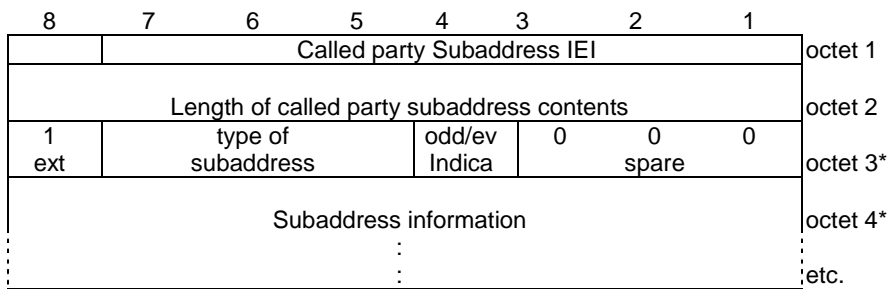 8 7 6 5 4 3 2 1
Called party Subaddress IEI octet 1
Length of called party subaddress contents octet 2
1 type of odd/ev 0 0 0
ext subaddress Indica spare octet 3*
Subaddress information octet 4*
:
: etc.